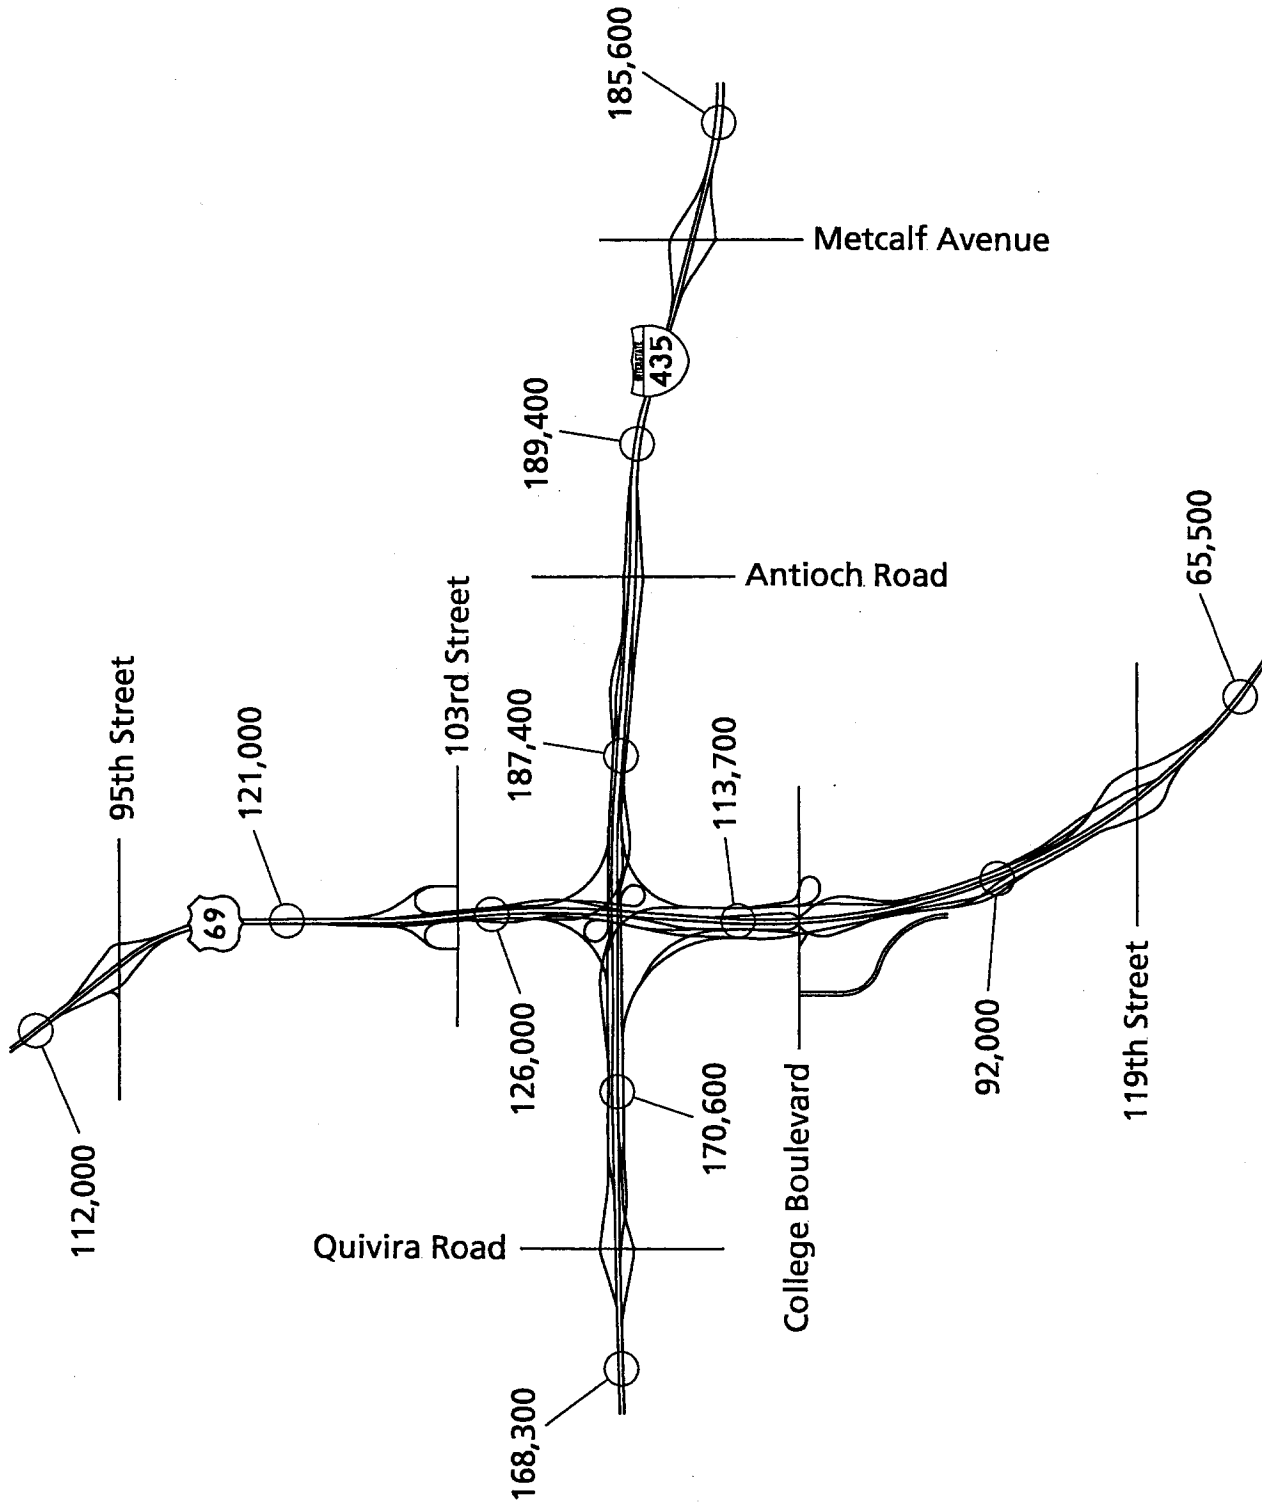 185,600
Metcalf Avenue
INTERSTATE
435
189,400
Antioch Road
65,500
103rd Street
95th Street
121,000
187,400
113,700
69
126,000
92,000
119th Street
112,000
170,600
College Boulevard
Quivira Road
168,300